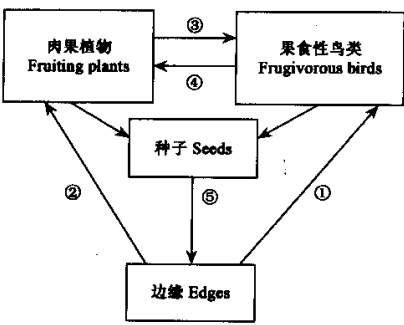 肉果植物
Fruiting plants
③
果食性鸟类
Frugivorous birds
④
种子 Seeds
②
⑤
①
边缘 Edges